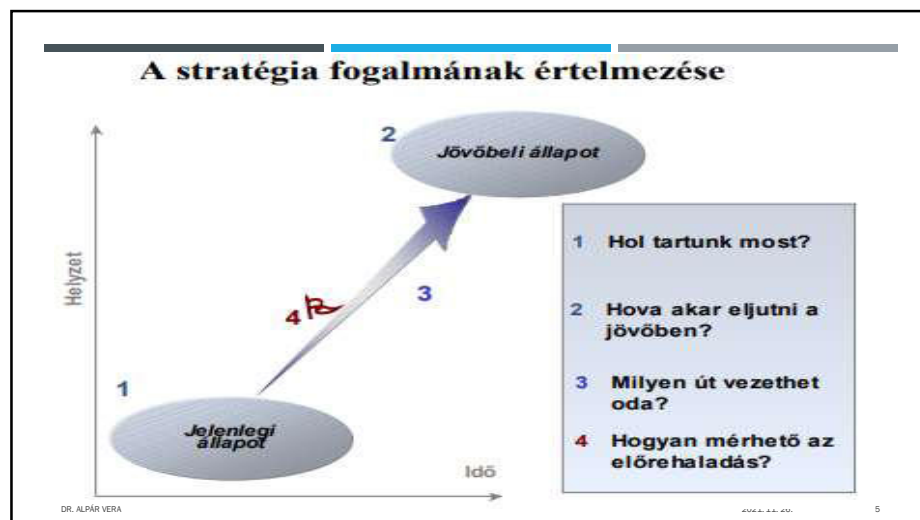 A stratégia fogalmának értelmezése
2
Jövőbeli állapot
Helyzet
4
3
1
Jelenlegi
állapot
Idő
1 Hol tartunk most?
2 Hova akar eljutni a
jövőben?
3 Milyen út vezethet
oda?
4 Hogyan mérhető az
előrehaladás?
DR. ALPÁR VERA
5